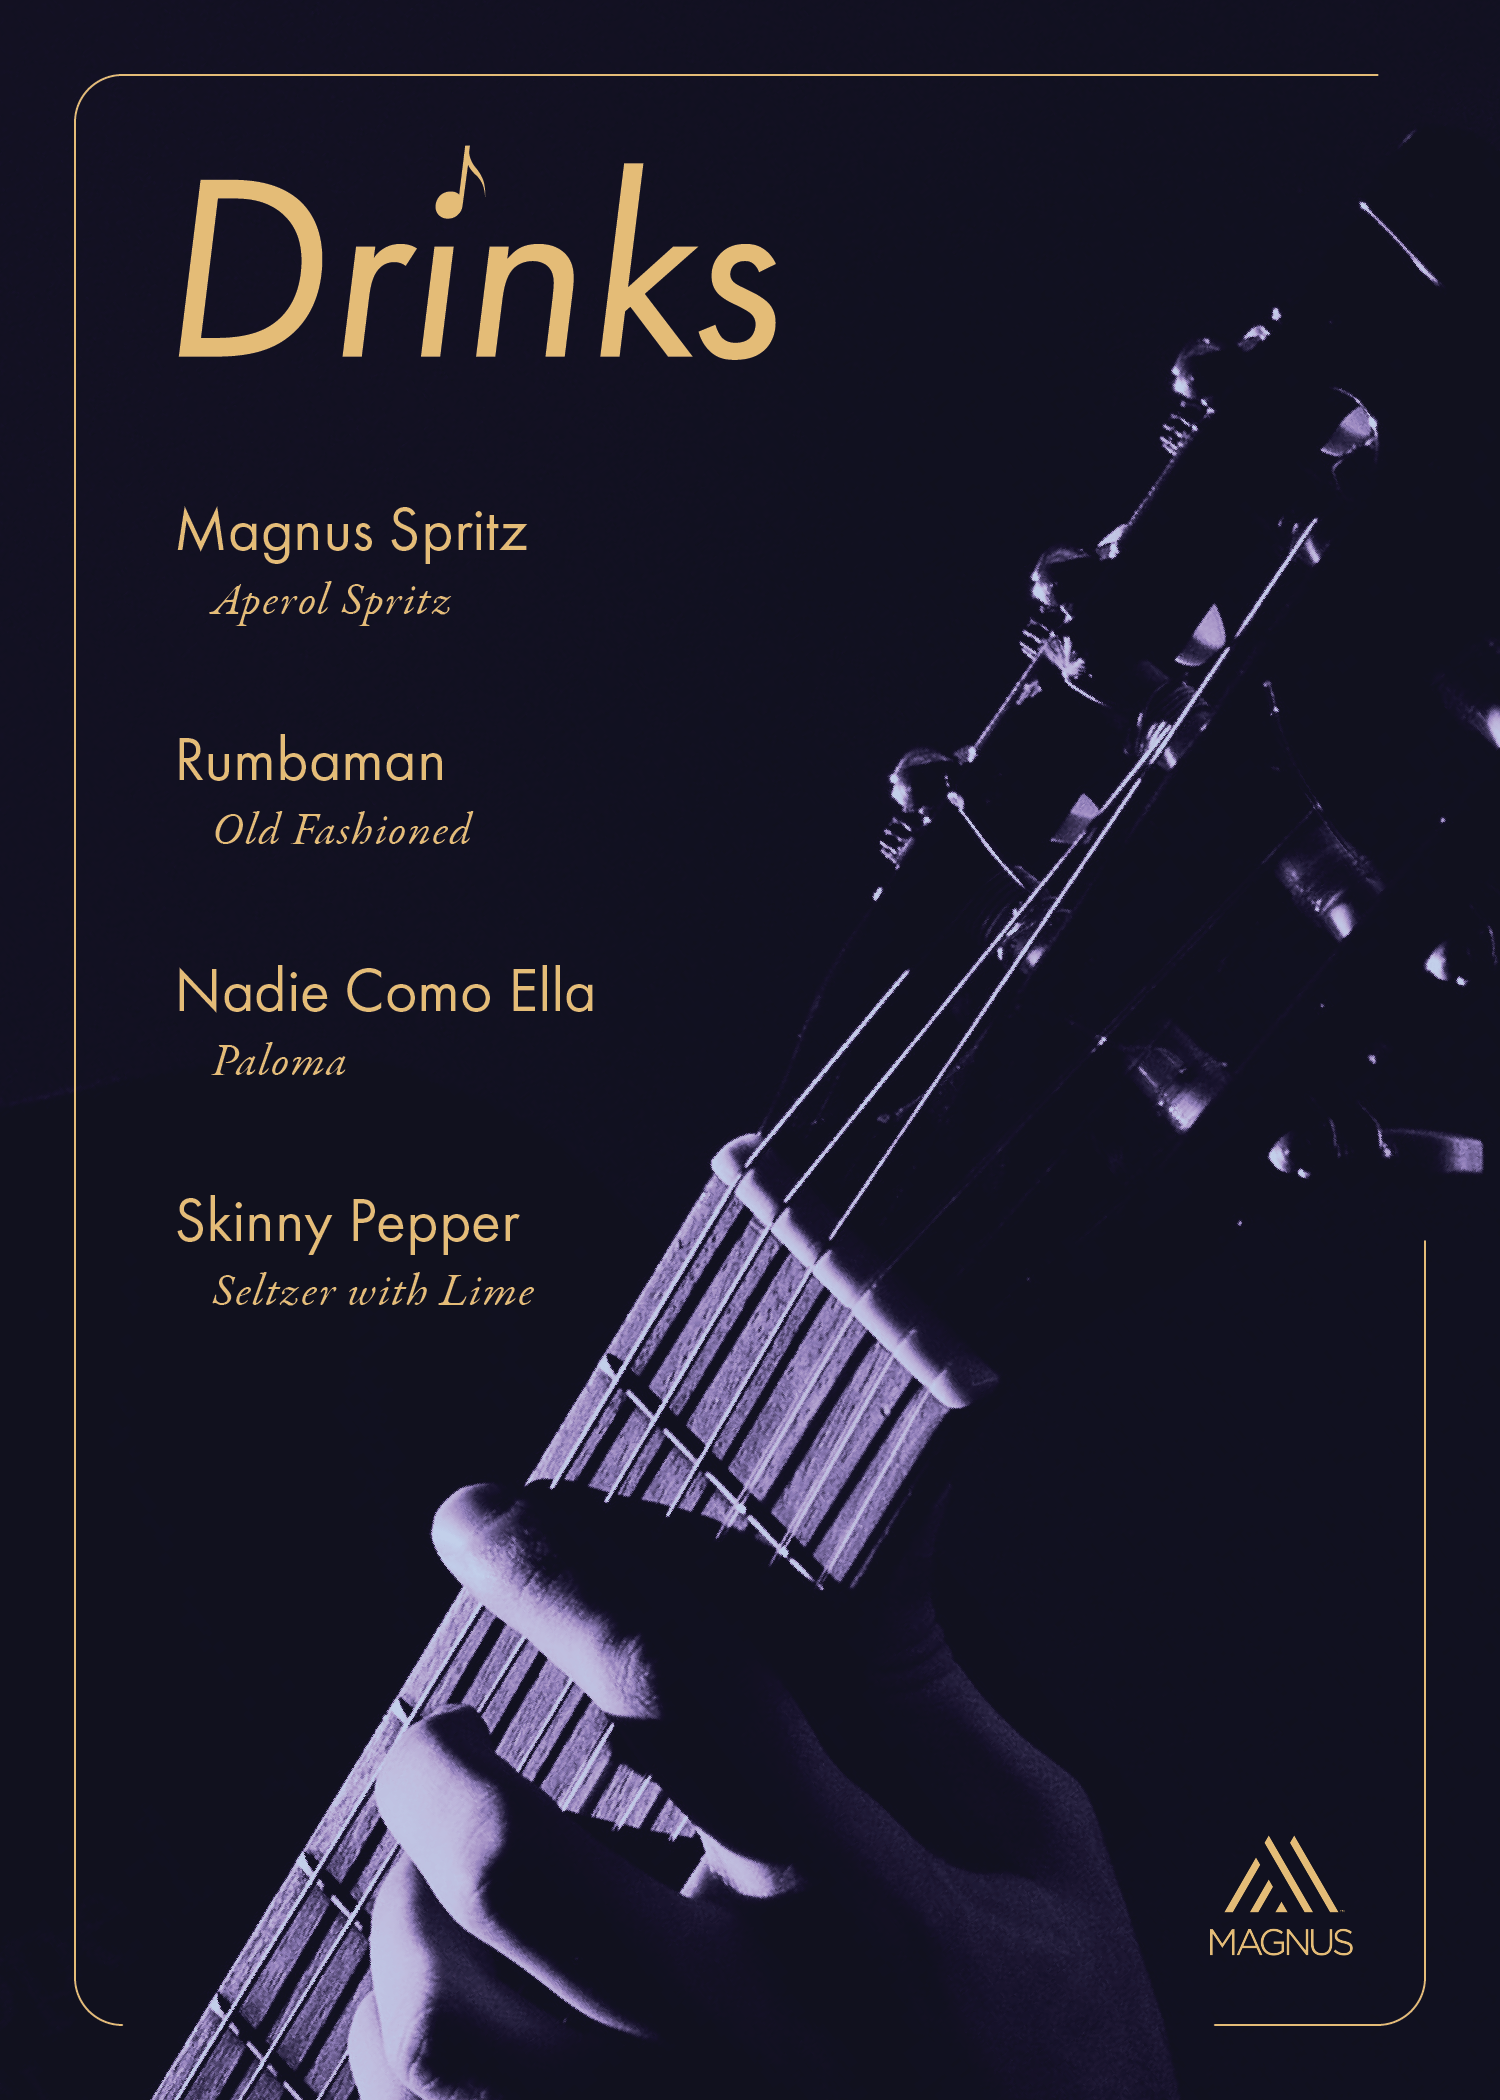 Drinks
Magnus Spritz
Aperol Spritz
Rumbaman
Old Fashioned
Nadie Como Ella
Paloma
Skinny Pepper
Seltzer with Lime
MAGNUS